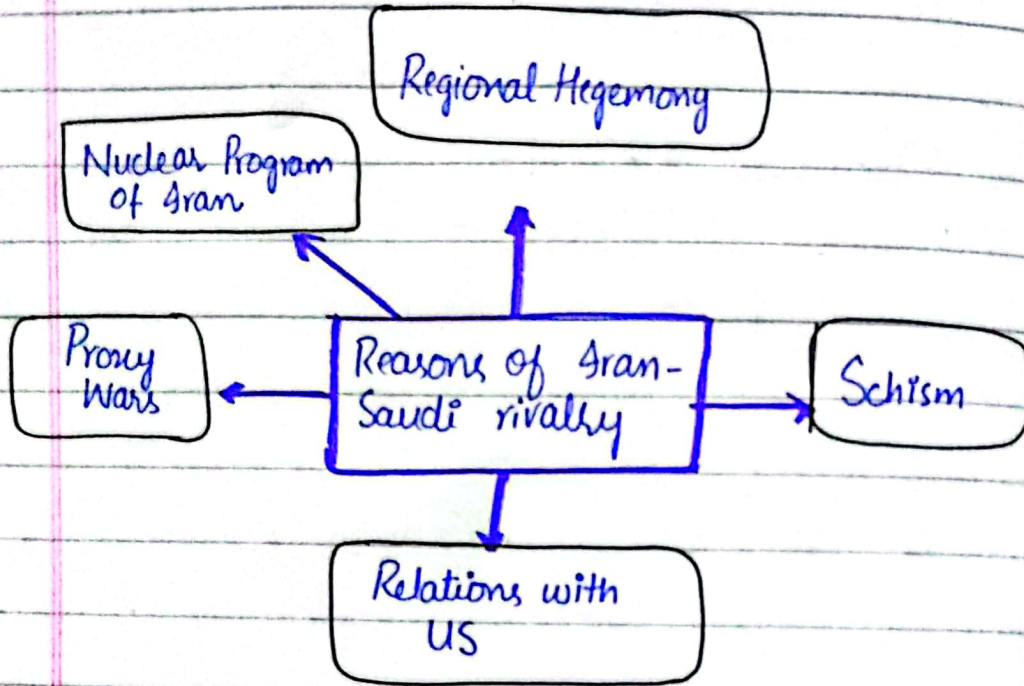 Regional Hegemony
Nuclear Program
of Iran
Proxy
Wars
Reasons of Iran-
Saudi rivalry
Schism
Relations with
US